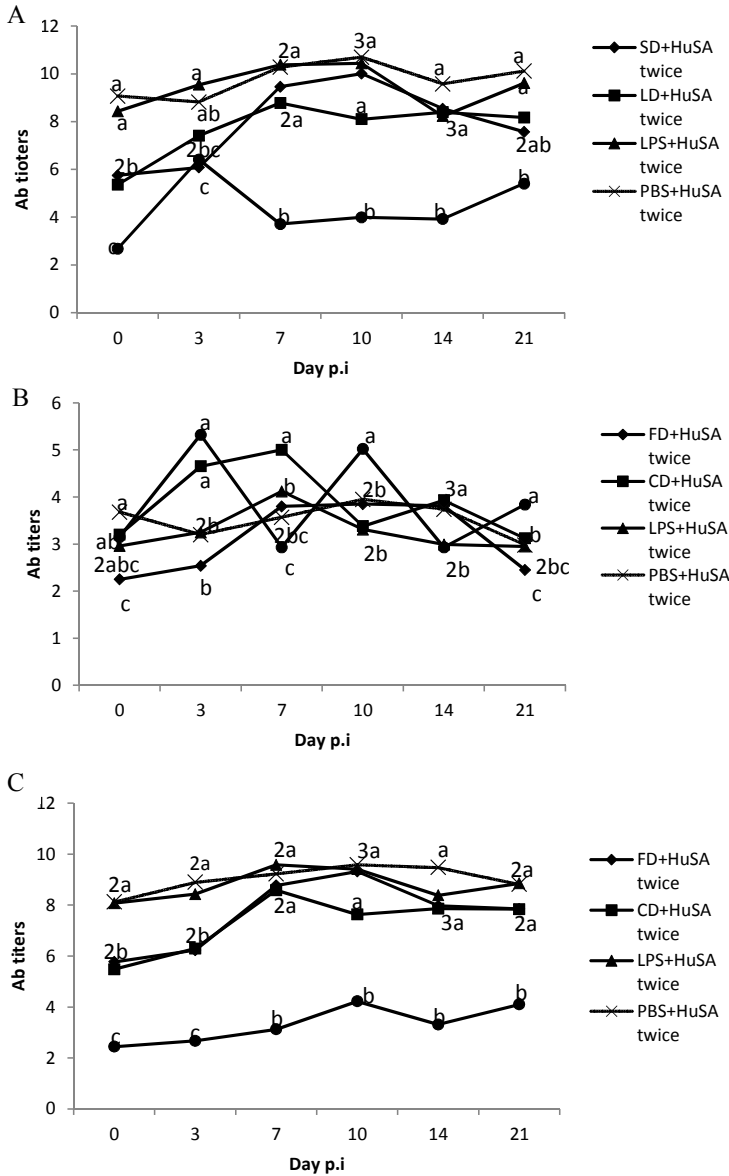 A
12
10
8
6
4
2
0
Ab tioters
a a 2a 3a a a
a ab 2a a 3a a
2b 2bc 2ab
c c b b b b
0 3 7 10 14 21
Day p.i
SD+HuSA
twice
LD+HuSA
twice
LPS+HuSA
twice
PBS+HuSA
twice
B
6
5
4
3
2
1
0
Ab titers
a a a
a a b 2b 3a a
ab 2b 2bc 2b 2b b
2abc 2bc
c b c c
0 3 7 10 14 21
Day p.i
FD+HuSA
twice
CD+HuSA
twice
LPS+HuSA
twice
PBS+HuSA
twice
C
12
10
8
6
4
2
0
Ab titers
2a 2a 2a 3a a 2a
2b 2b 2a a 3a 2a
c c b b b b
0 3 7 10 14 21
Day p.i
FD+HuSA
twice
CD+HuSA
twice
LPS+HuSA
twice
PBS+HuSA
twice